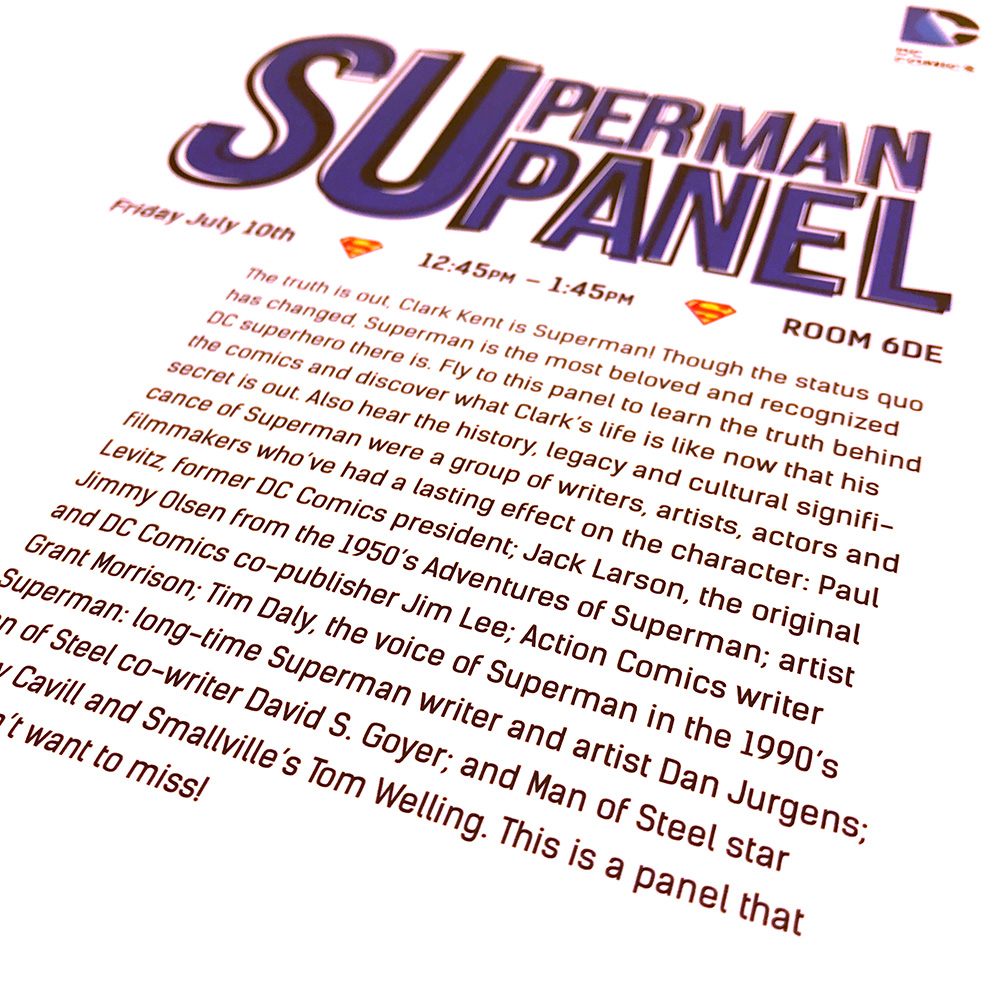 SUPERMAN
PANEL
Friday July 10th 12:45PM – 1:45PM ROOM 6DE
The truth is out, Clark Kent is Superman! Though the status quo
has changed, Superman is the most beloved and recognized
DC superhero there is. Fly to this panel to learn the truth behind
the comics and discover what Clark's life is like now that his
secret is out. Also hear the history, legacy and cultural signifi-
cance of Superman were a group of writers, artists, actors and
filmmakers who've had a lasting effect on the character: Paul
Levitz, former DC Comics president; Jack Larson, the original
Jimmy Olsen from the 1950's Adventures of Superman; artist
and DC Comics co-publisher Jim Lee; Action Comics writer
Grant Morrison; Tim Daly, the voice of Superman in the 1990's
Superman: long-time Superman writer and artist Dan Jurgens;
of Steel co-writer David S. Goyer; and Man of Steel star
Cavill and Smallville's Tom Welling. This is a panel that
want to miss!